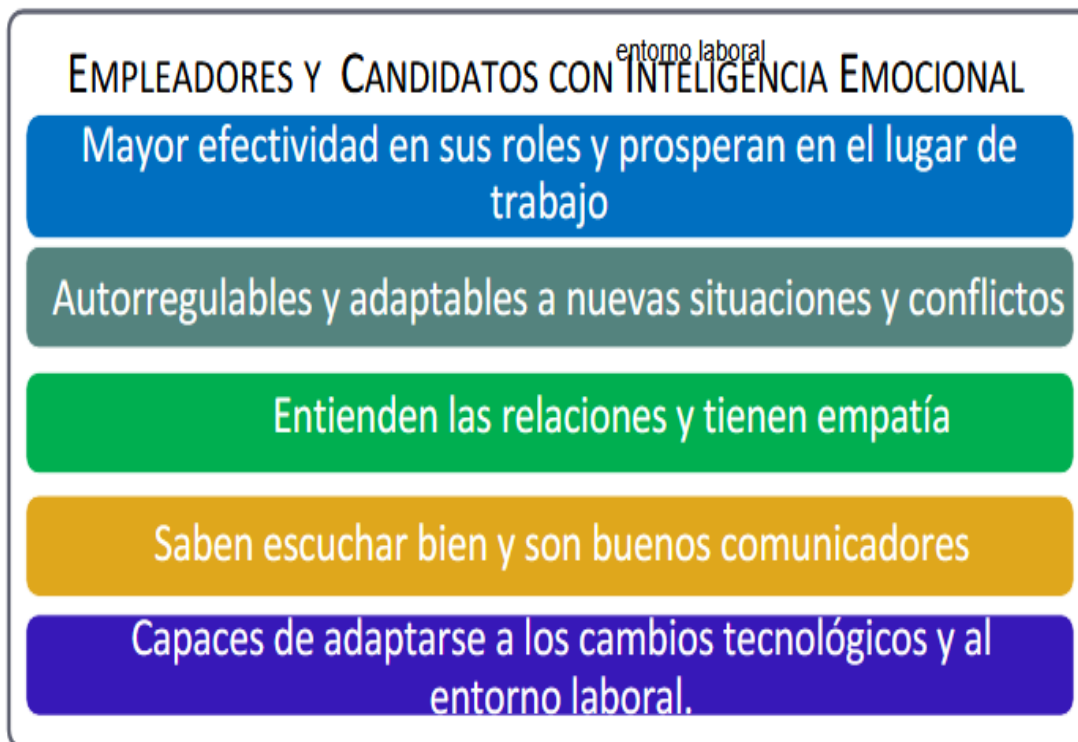 entorno laboral
EMPLEADORES Y CANDIDATOS CON INTELIGENCIA EMOCIONAL
Mayor efectividad en sus roles y prosperan en el lugar de
trabajo
Autorregulables y adaptables a nuevas situaciones y conflictos
Entienden las relaciones y tienen empatía
Saben escuchar bien y son buenos comunicadores
Capaces de adaptarse a los cambios tecnológicos y al
entorno laboral.